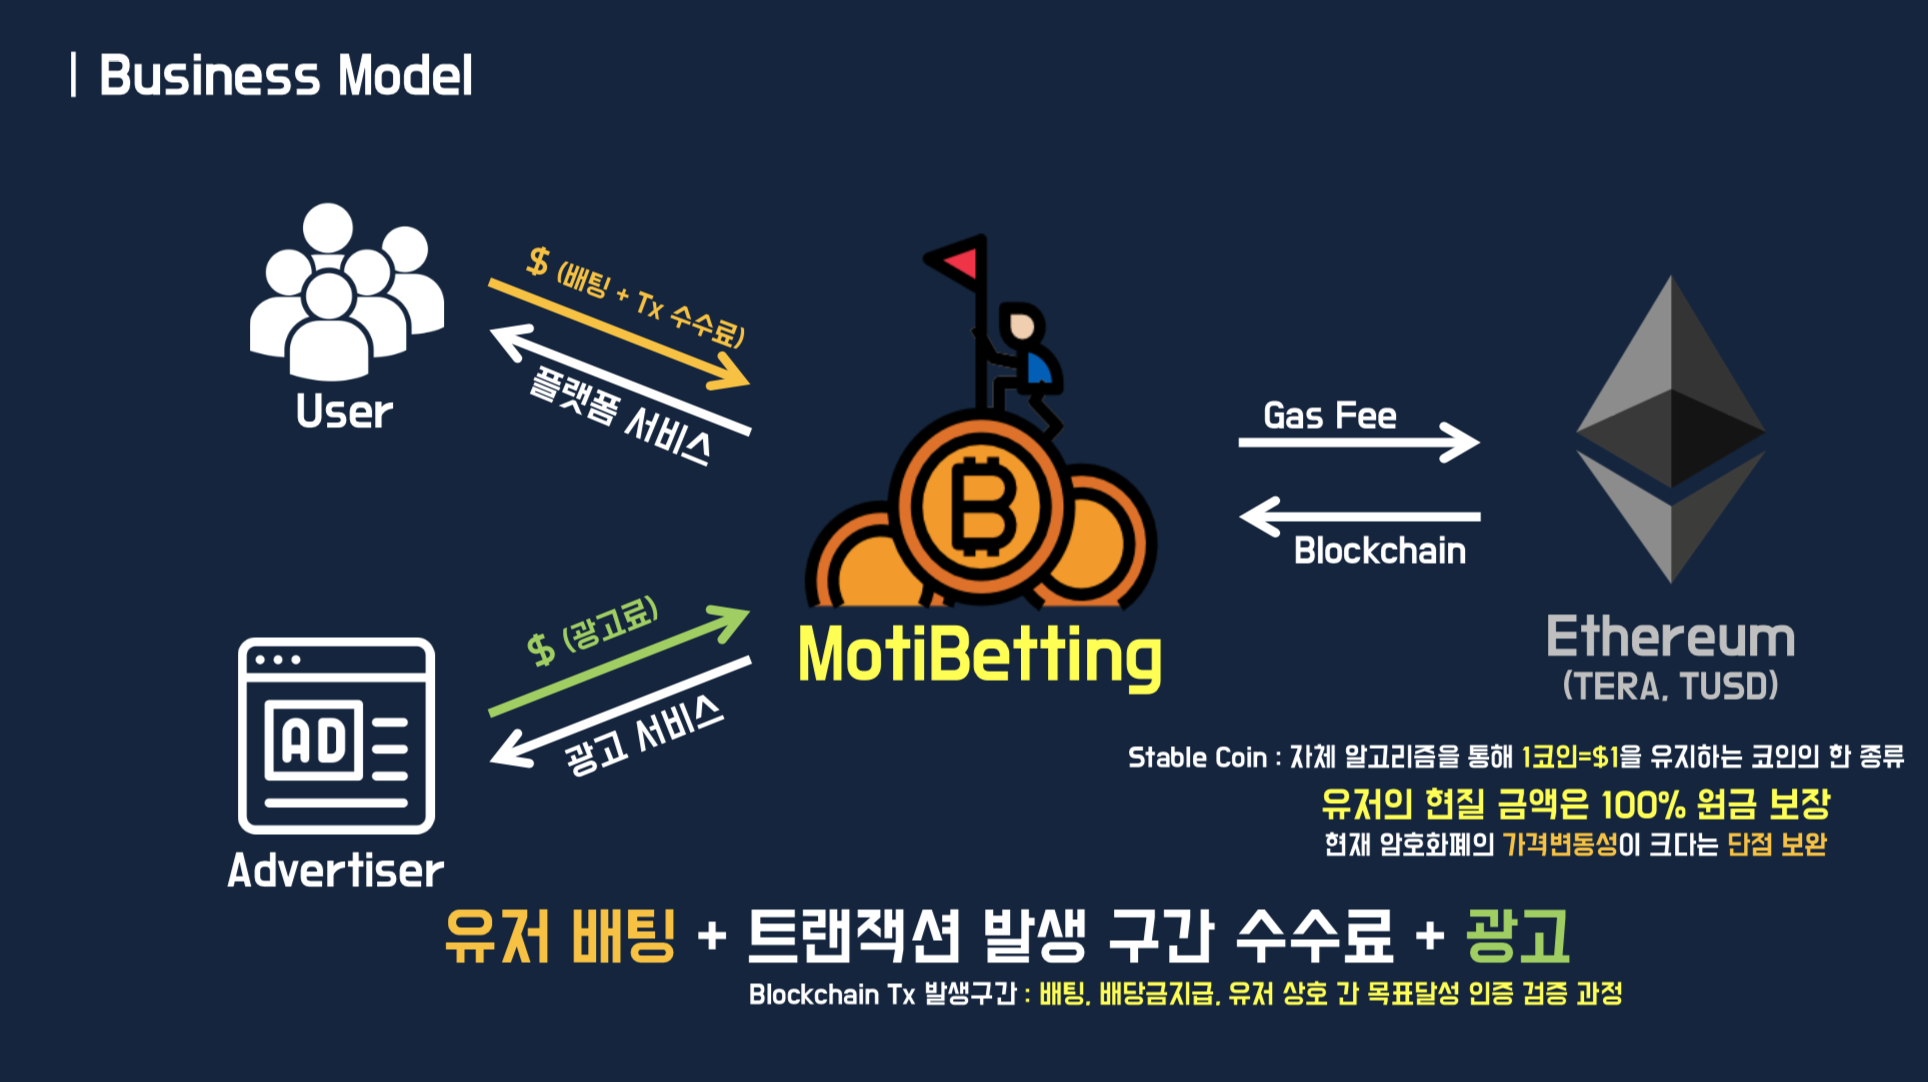 Business Model
$ (배팅 + Tx 수수료)
플랫폼 서비스
User
Gas Fee
Blockchain
$ (광고료)
광고 서비스
AD
Advertiser
MotiBetting
Ethereum
(TERA, TUSD)
Stable Coin : 자체 알고리즘을 통해 1코인=$1을 유지하는 코인의 한 종류
유저의 현질 금액은 100% 원금 보장
현재 암호화폐의 가격변동성이 크다는 단점 보완
유저 배팅 + 트랜잭션 발생 구간 수수료 + 광고
Blockchain Tx 발생구간 : 배팅, 배당금지급, 유저 상호 간 목표달성 인증 검증 과정